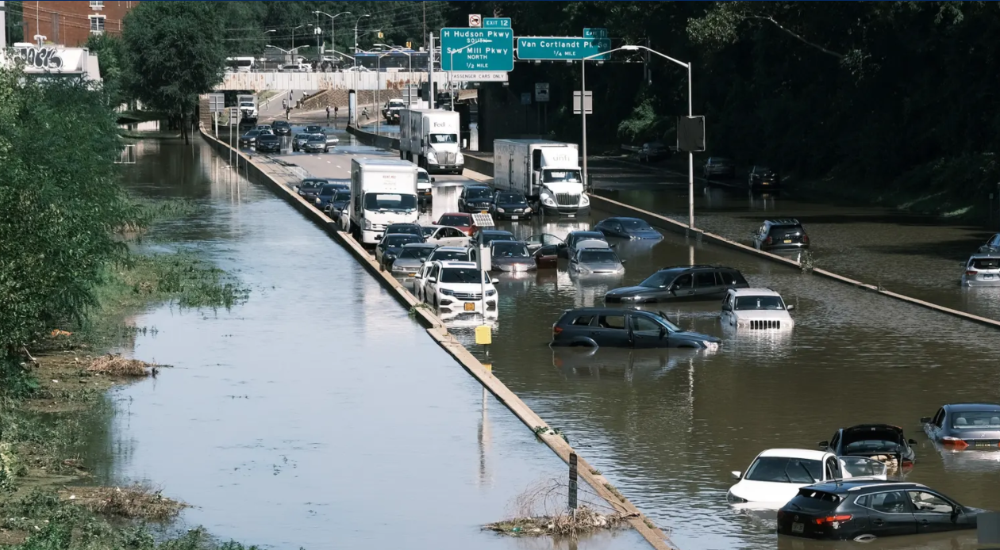 EXIT 12
H Hudson Pkwy
SOUTH
Saw Mill Pkwy
NORTH
1/2 MILE
PASSENGER CARS ONLY
Van Cortlandt Pk So
1/4 MILE
FedEx